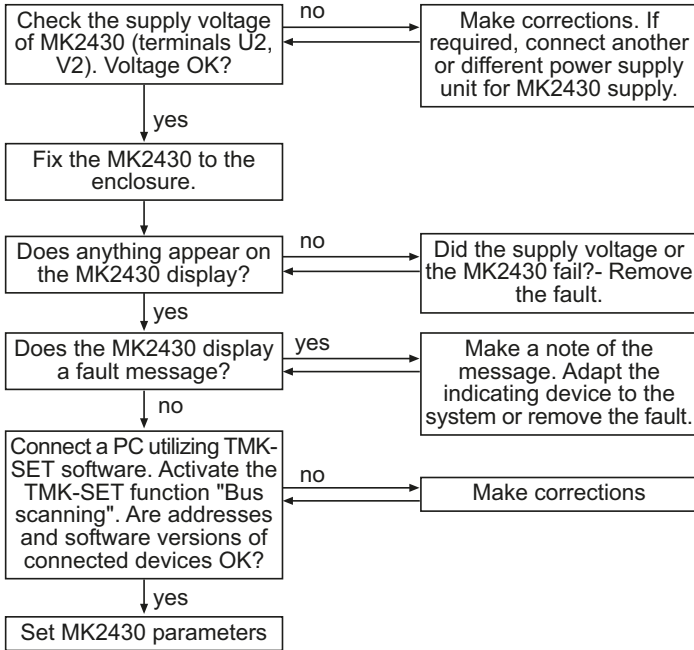 Check the supply voltage
of MK2430 (terminals U2,
V2). Voltage OK?
no
Make corrections. If
required, connect another
or different power supply
unit for MK2430 supply.
yes
Fix the MK2430 to the
enclosure.
Does anything appear on
the MK2430 display?
no
Did the supply voltage or
the MK2430 fail?- Remove
the fault.
yes
Does the MK2430 display
a fault message?
yes
Make a note of the
message. Adapt the
indicating device to the
system or remove the fault.
no
Connect a PC utilizing TMK-
SET software. Activate the
TMK-SET function "Bus
scanning". Are addresses
and software versions of
connected devices OK?
no
Make corrections
yes
Set MK2430 parameters